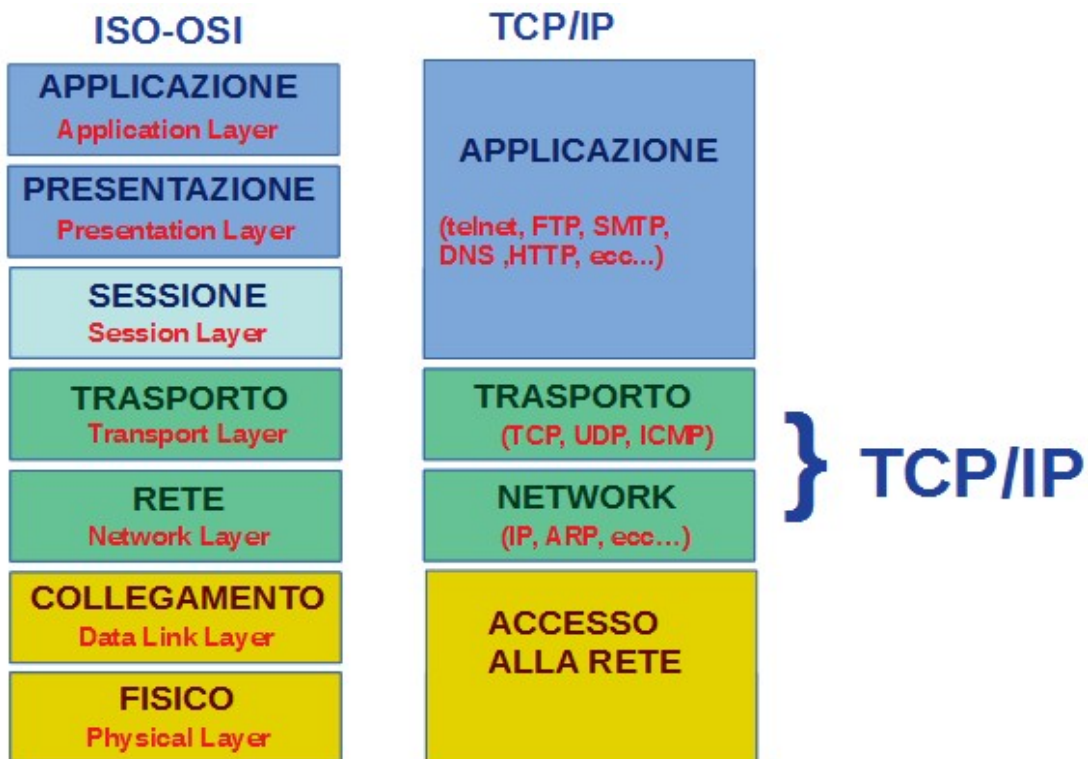 ISO-OSI
APPLICAZIONE
Application Layer
PRESENTAZIONE
Presentation Layer
SESSIONE
Session Layer
TRASPORTO
Transport Layer
RETE
Network Layer
COLLEGAMENTO
Data Link Layer
FISICO
Physical Layer
TCP/IP
APPLICAZIONE
(telnet, FTP, SMTP,
DNS ,HTTP, ecc...)
TRASPORTO
(TCP, UDP, ICMP)
NETWORK
(IP, ARP, ecc...)
ACCESSO
ALLA RETE
} TCP/IP